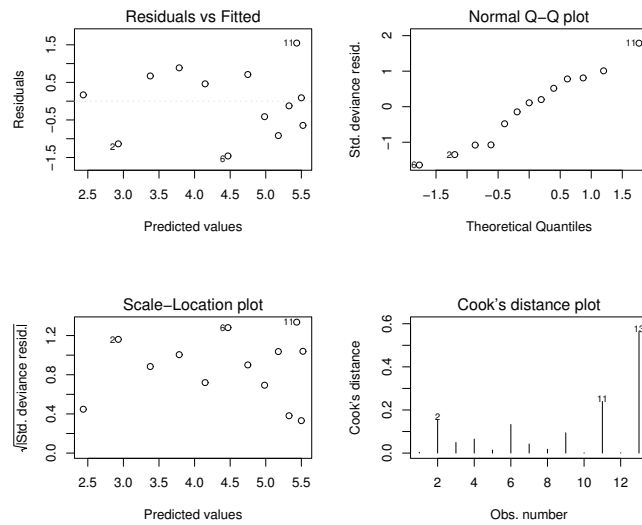 Residuals vs Fitted
Residuals
1.5
0.5
−0.5
−1.5
11
2
6
2.5 3.0 3.5 4.0 4.5 5.0 5.5
Predicted values
Normal Q−Q plot
Std. deviance resid.
2
1
0
−1
11
2
6
−1.5 −0.5 0.5 1.0 1.5
Theoretical Quantiles
Scale−Location plot
√|Std. deviance resid.|
1.2
0.8
0.4
0.0
11
6
2
2.5 3.0 3.5 4.0 4.5 5.0 5.5
Predicted values
Cook's distance plot
Cook's distance
0.6
0.4
0.2
0.0
13
11
2
2 4 6 8 10 12
Obs. number